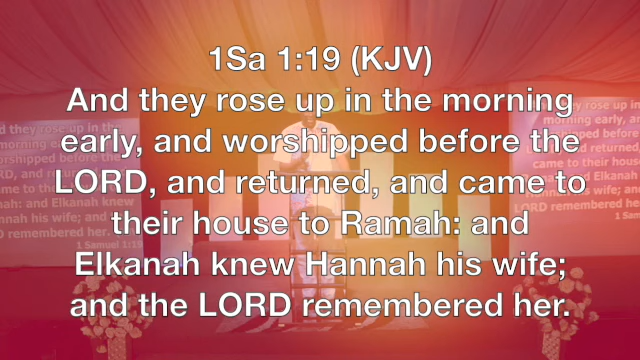 1Sa 1:19 (KJV)
And they rose up in the morning
early, and worshipped before the
LORD, and returned, and came to
their house to Ramah: and
Elkanah knew Hannah his wife;
and the LORD remembered her.